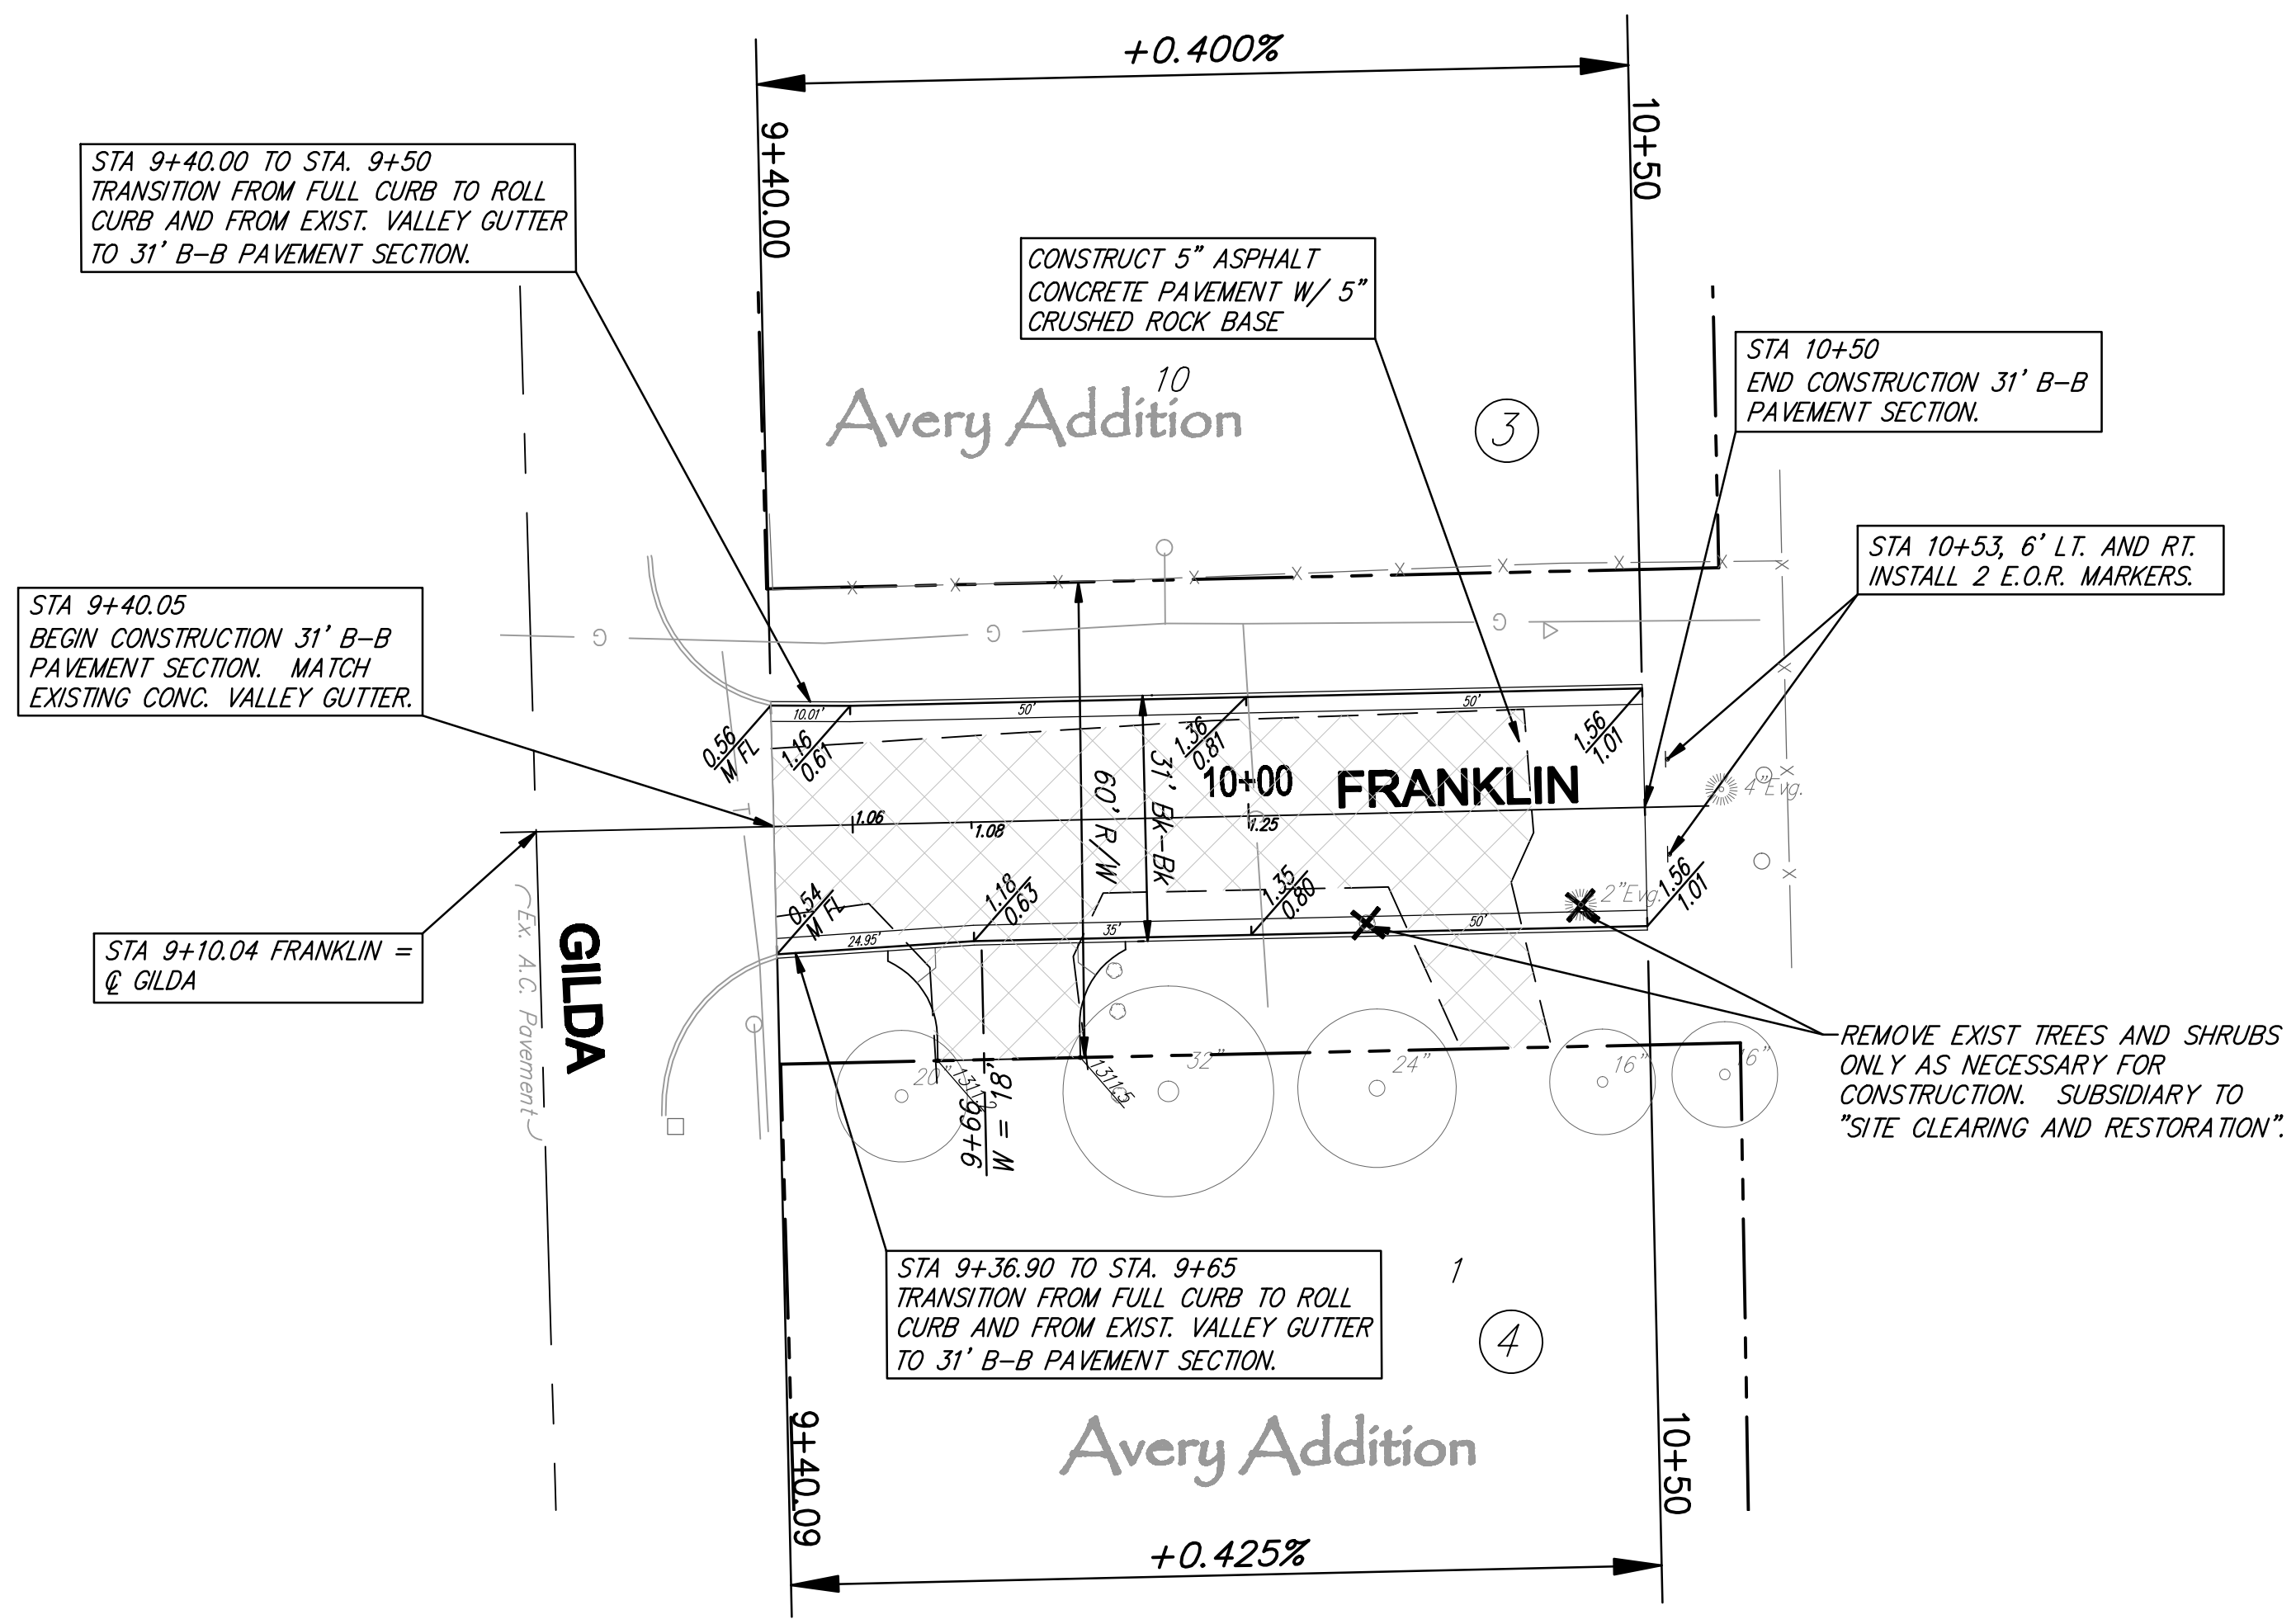 +0.400%
9+40.00
10+50
STA 9+40.00 TO STA. 9+50
TRANSITION FROM FULL CURB TO ROLL
CURB AND FROM EXIST. VALLEY GUTTER
TO 31' B-B PAVEMENT SECTION.
CONSTRUCT 5" ASPHALT
CONCRETE PAVEMENT W/ 5"
CRUSHED ROCK BASE
STA 10+50
END CONSTRUCTION 31' B-B
PAVEMENT SECTION.
10
Avery Addition
3
STA 10+53, 6' LT. AND RT.
INSTALL 2 E.O.R. MARKERS.
STA 9+40.05
BEGIN CONSTRUCTION 31' B-B
PAVEMENT SECTION. MATCH
EXISTING CONC. VALLEY GUTTER.
G
G
G
10.01'
50'
50'
0.56
M FL
1.16
0.61
1.36
0.81
1.56
1.01
60' R/W
31' Bk-Bk
10+00
FRANKLIN
4"Evg.
T
1.06
1.08
1.25
0.54
M FL
1.18
0.63
1.35
0.80
2"Evg.
1.56
1.01
24.95'
35'
50'
STA 9+10.04 FRANKLIN =
℄ GILDA
(Ex. A.C. Pavement)
GILDA
20"
32"
24"
16"
16"
1311.5
W = 18'
9+66
REMOVE EXIST TREES AND SHRUBS
ONLY AS NECESSARY FOR
CONSTRUCTION. SUBSIDIARY TO
"SITE CLEARING AND RESTORATION".
STA 9+36.90 TO STA. 9+65
TRANSITION FROM FULL CURB TO ROLL
CURB AND FROM EXIST. VALLEY GUTTER
TO 31' B-B PAVEMENT SECTION.
1
4
Avery Addition
9+40.09
10+50
+0.425%